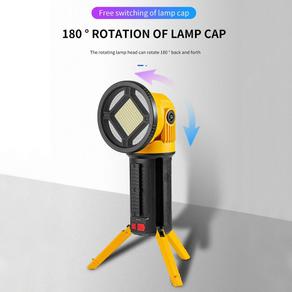 Free switching of lamp cap
180 ° ROTATION OF LAMP CAP
The rotating lamp head can rotate 180 ° back and forth